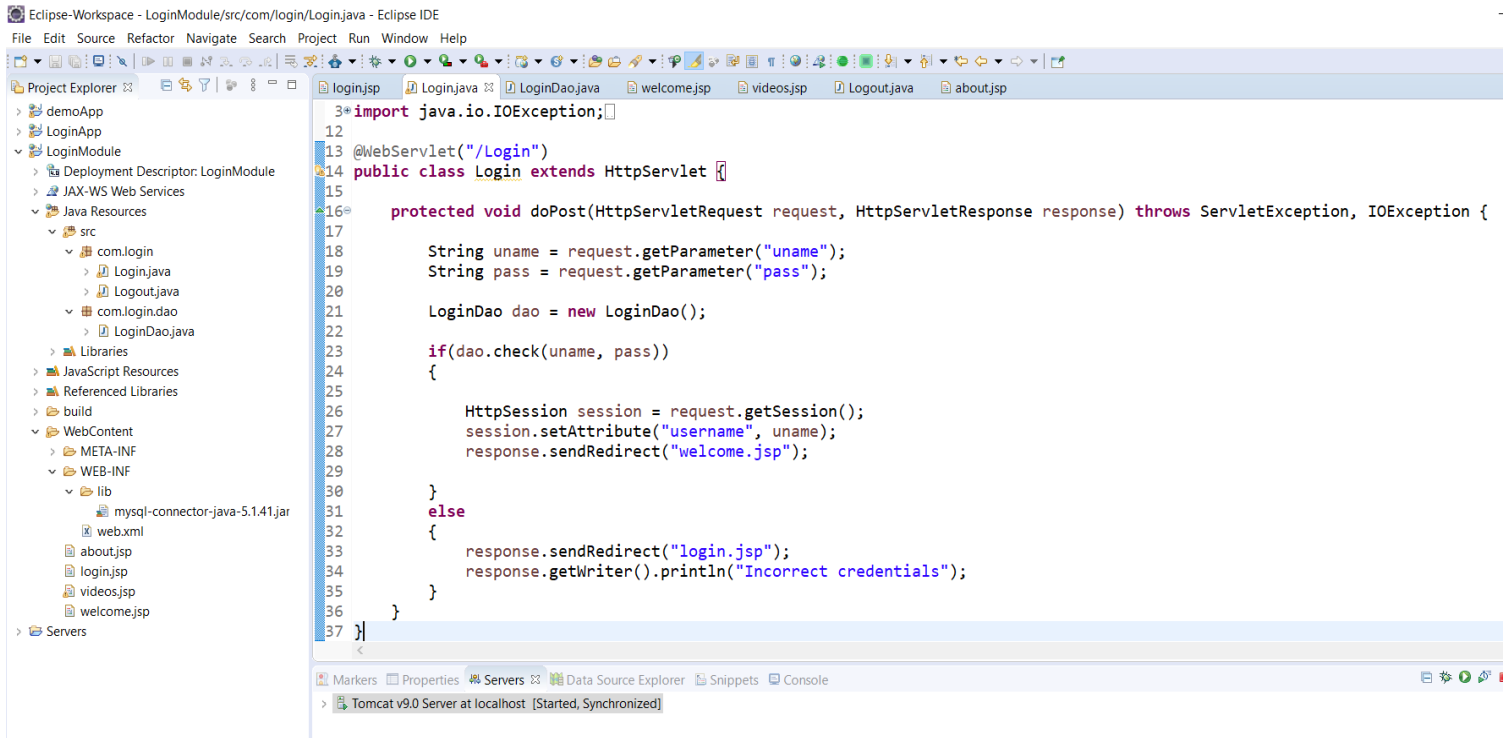 Eclipse-Workspace - LoginModule/src/com/login/Login.java - Eclipse IDE
File Edit Source Refactor Navigate Search Project Run Window Help
Project Explorer
demoApp
LoginApp
LoginModule
Deployment Descriptor: LoginModule
JAX-WS Web Services
Java Resources
src
com.login
Login.java
Logout.java
com.login.dao
LoginDao.java
Libraries
JavaScript Resources
Referenced Libraries
build
WebContent
META-INF
WEB-INF
lib
mysql-connector-java-5.1.41.jar
web.xml
about.jsp
login.jsp
videos.jsp
welcome.jsp
Servers
login.jsp Login.java LoginDao.java welcome.jsp videos.jsp Logout.java about.jsp
3 import java.io.IOException;
12
13 @WebServlet("/Login")
14 public class Login extends HttpServlet {
15
16 protected void doPost(HttpServletRequest request, HttpServletResponse response) throws ServletException, IOException {
17
18 String uname = request.getParameter("uname");
19 String pass = request.getParameter("pass");
20
21 LoginDao dao = new LoginDao();
22
23 if(dao.check(uname, pass))
24 {
25
26 HttpSession session = request.getSession();
27 session.setAttribute("username", uname);
28 response.sendRedirect("welcome.jsp");
29
30 }
31 else
32 {
33 response.sendRedirect("login.jsp");
34 response.getWriter().println("Incorrect credentials");
35 }
36 }
37 }
Markers Properties Servers Data Source Explorer Snippets Console
Tomcat v9.0 Server at localhost [Started, Synchronized]